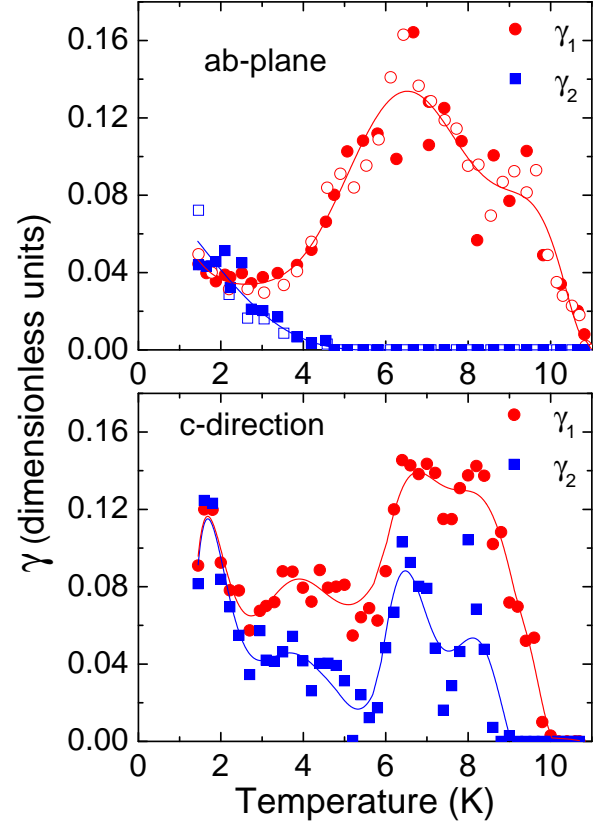 0.16
0.12
0.08
0.04
0.00
ab-plane
γ1
γ2
0 2 4 6 8 10
γ (dimensionless units)
0.16
0.12
0.08
0.04
0.00
c-direction
γ1
γ2
0 2 4 6 8 10
Temperature (K)